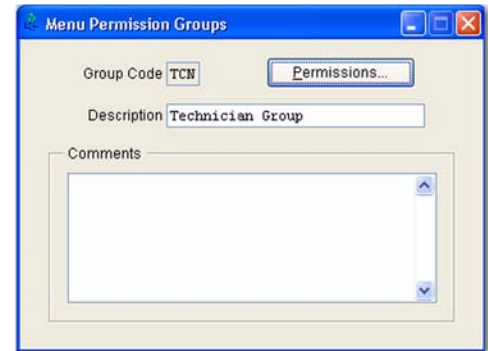 Menu Permission Groups
Group Code TCN Permissions...
Description Technician Group
Comments